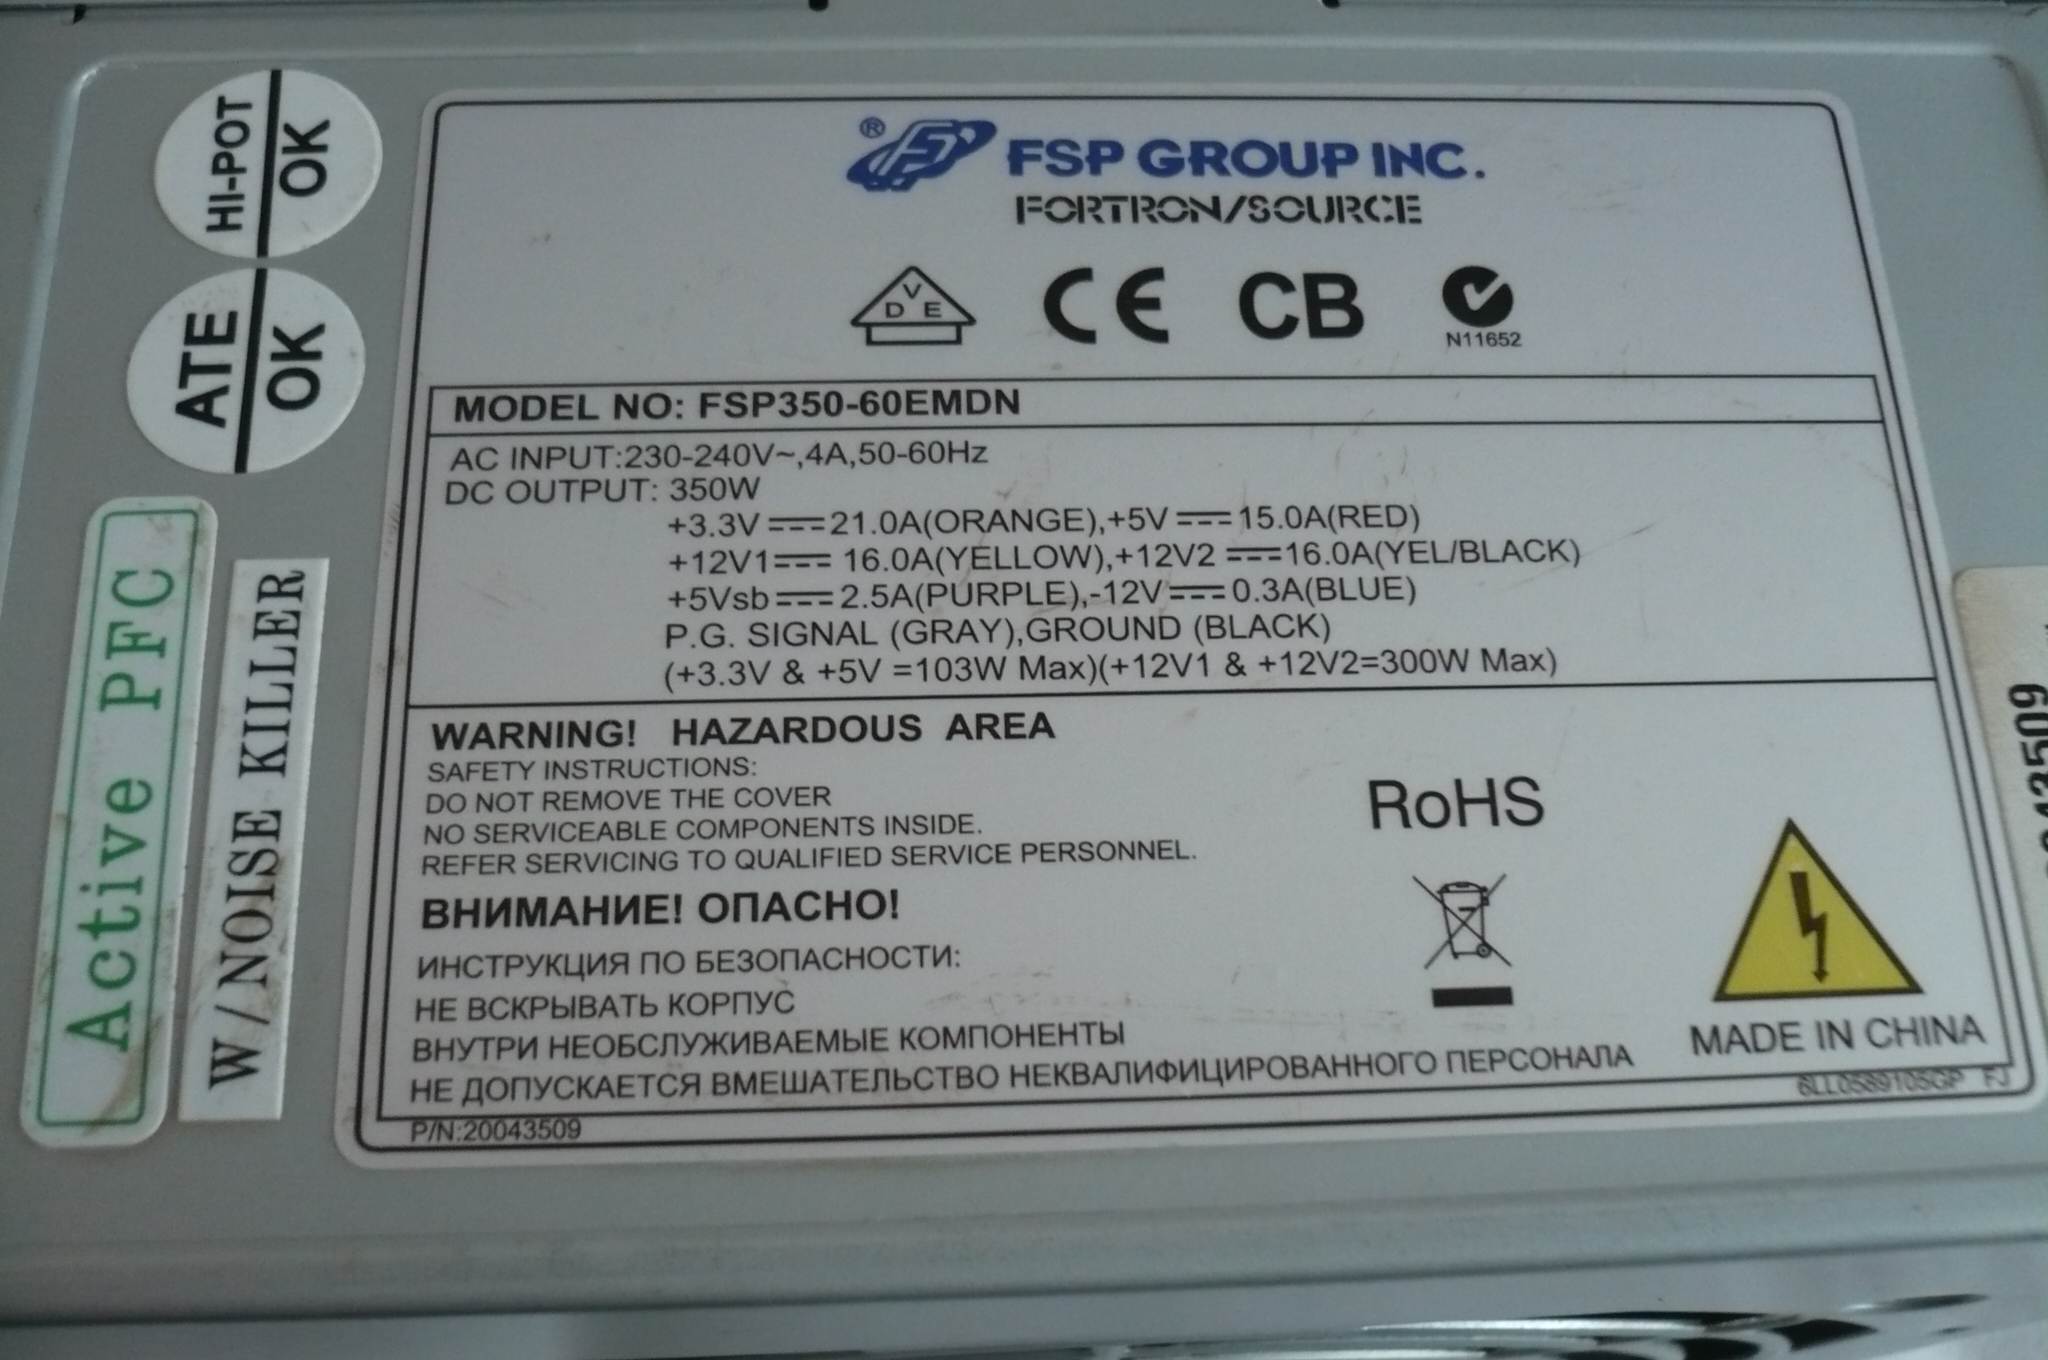 HI-POT
OK
ATE
OK
Active PFC
W/NOISE KILLER
® FSP GROUP INC.
FORTRON/SOURCE
V
D E
CE
CB
N11652
MODEL NO: FSP350-60EMDN
AC INPUT:230-240V~,4A,50-60Hz
DC OUTPUT: 350W
+3.3V⎓21.0A(ORANGE),+5V⎓15.0A(RED)
+12V1⎓ 16.0A(YELLOW),+12V2 ⎓16.0A(YEL/BLACK)
+5Vsb⎓2.5A(PURPLE),-12V⎓0.3A(BLUE)
P.G. SIGNAL (GRAY),GROUND (BLACK)
(+3.3V & +5V =103W Max)(+12V1 & +12V2=300W Max)
WARNING! HAZARDOUS AREA
SAFETY INSTRUCTIONS:
DO NOT REMOVE THE COVER
NO SERVICEABLE COMPONENTS INSIDE.
REFER SERVICING TO QUALIFIED SERVICE PERSONNEL.
RoHS
ВНИМАНИЕ! ОПАСНО!
ИНСТРУКЦИЯ ПО БЕЗОПАСНОСТИ:
НЕ ВСКРЫВАТЬ КОРПУС
ВНУТРИ НЕОБСЛУЖИВАЕМЫЕ КОМПОНЕНТЫ
НЕ ДОПУСКАЕТСЯ ВМЕШАТЕЛЬСТВО НЕКВАЛИФИЦИРОВАННОГО ПЕРСОНАЛА
7
MADE IN CHINA
6LL0589105GP FJ
P/N:20043509